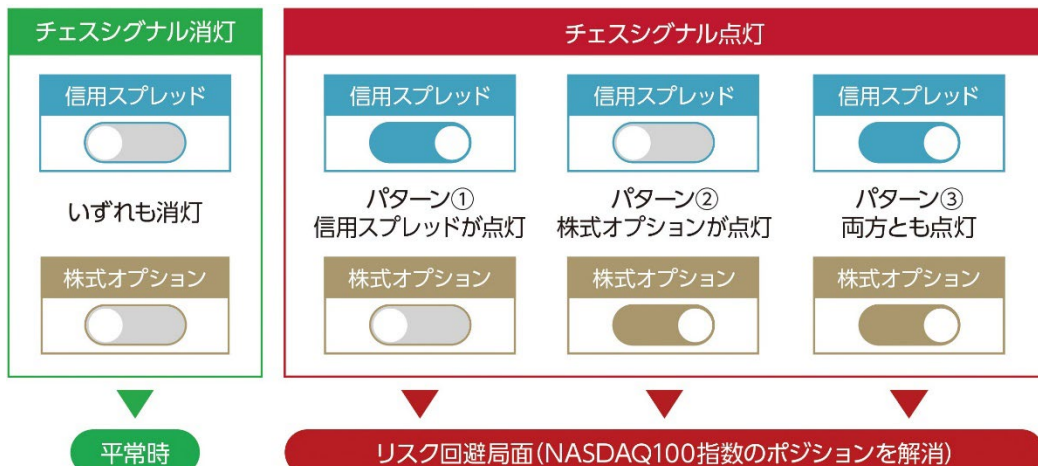 チェスシグナル消灯
信用スプレッド
いずれも消灯
株式オプション
平常時
チェスシグナル点灯
信用スプレッド
パターン①
信用スプレッドが点灯
株式オプション
信用スプレッド
パターン②
株式オプションが点灯
株式オプション
信用スプレッド
パターン③
両方とも点灯
株式オプション
リスク回避局面(NASDAQ100指数のポジションを解消)